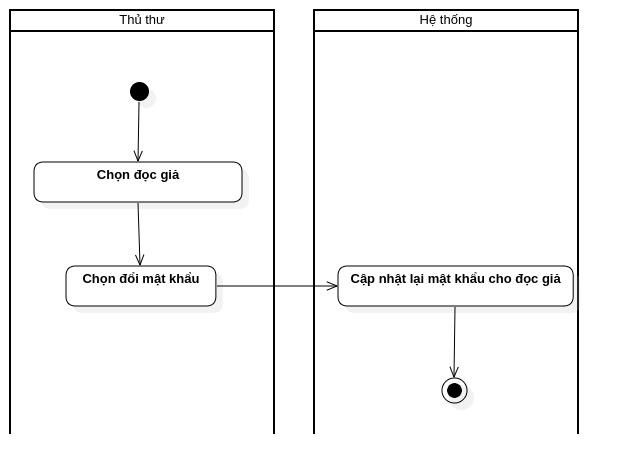 Thủ thư
Hệ thống
Chọn đọc giả
Chọn đổi mật khẩu
Cập nhật lại mật khẩu cho đọc giả